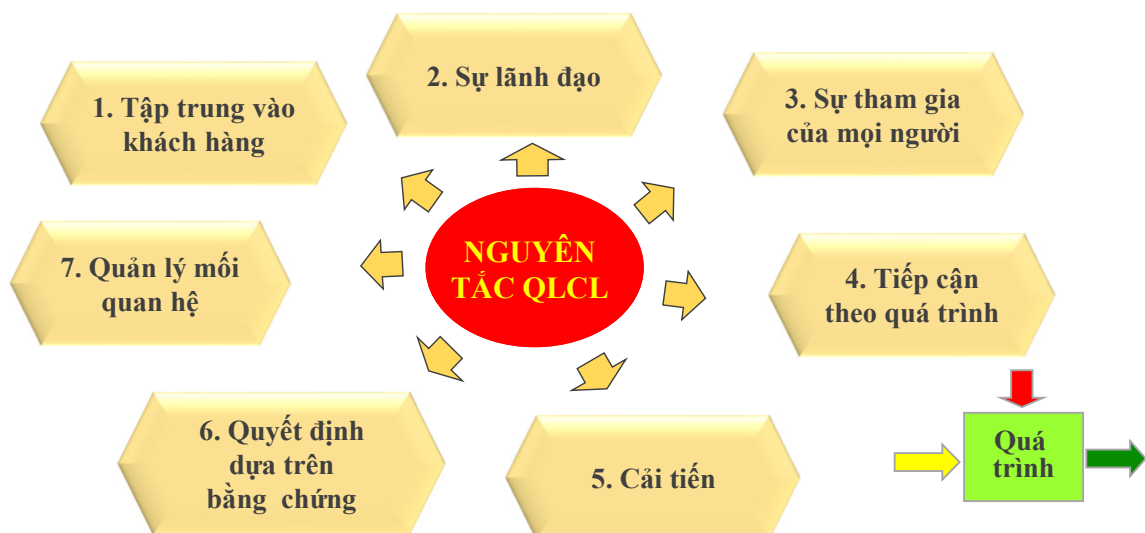 1. Tập trung vào
khách hàng
2. Sự lãnh đạo
3. Sự tham gia
của mọi người
7. Quản lý mối
quan hệ
NGUYÊN
TẮC QLCL
4. Tiếp cận
theo quá trình
6. Quyết định
dựa trên
bằng chứng
5. Cải tiến
Quá
trình